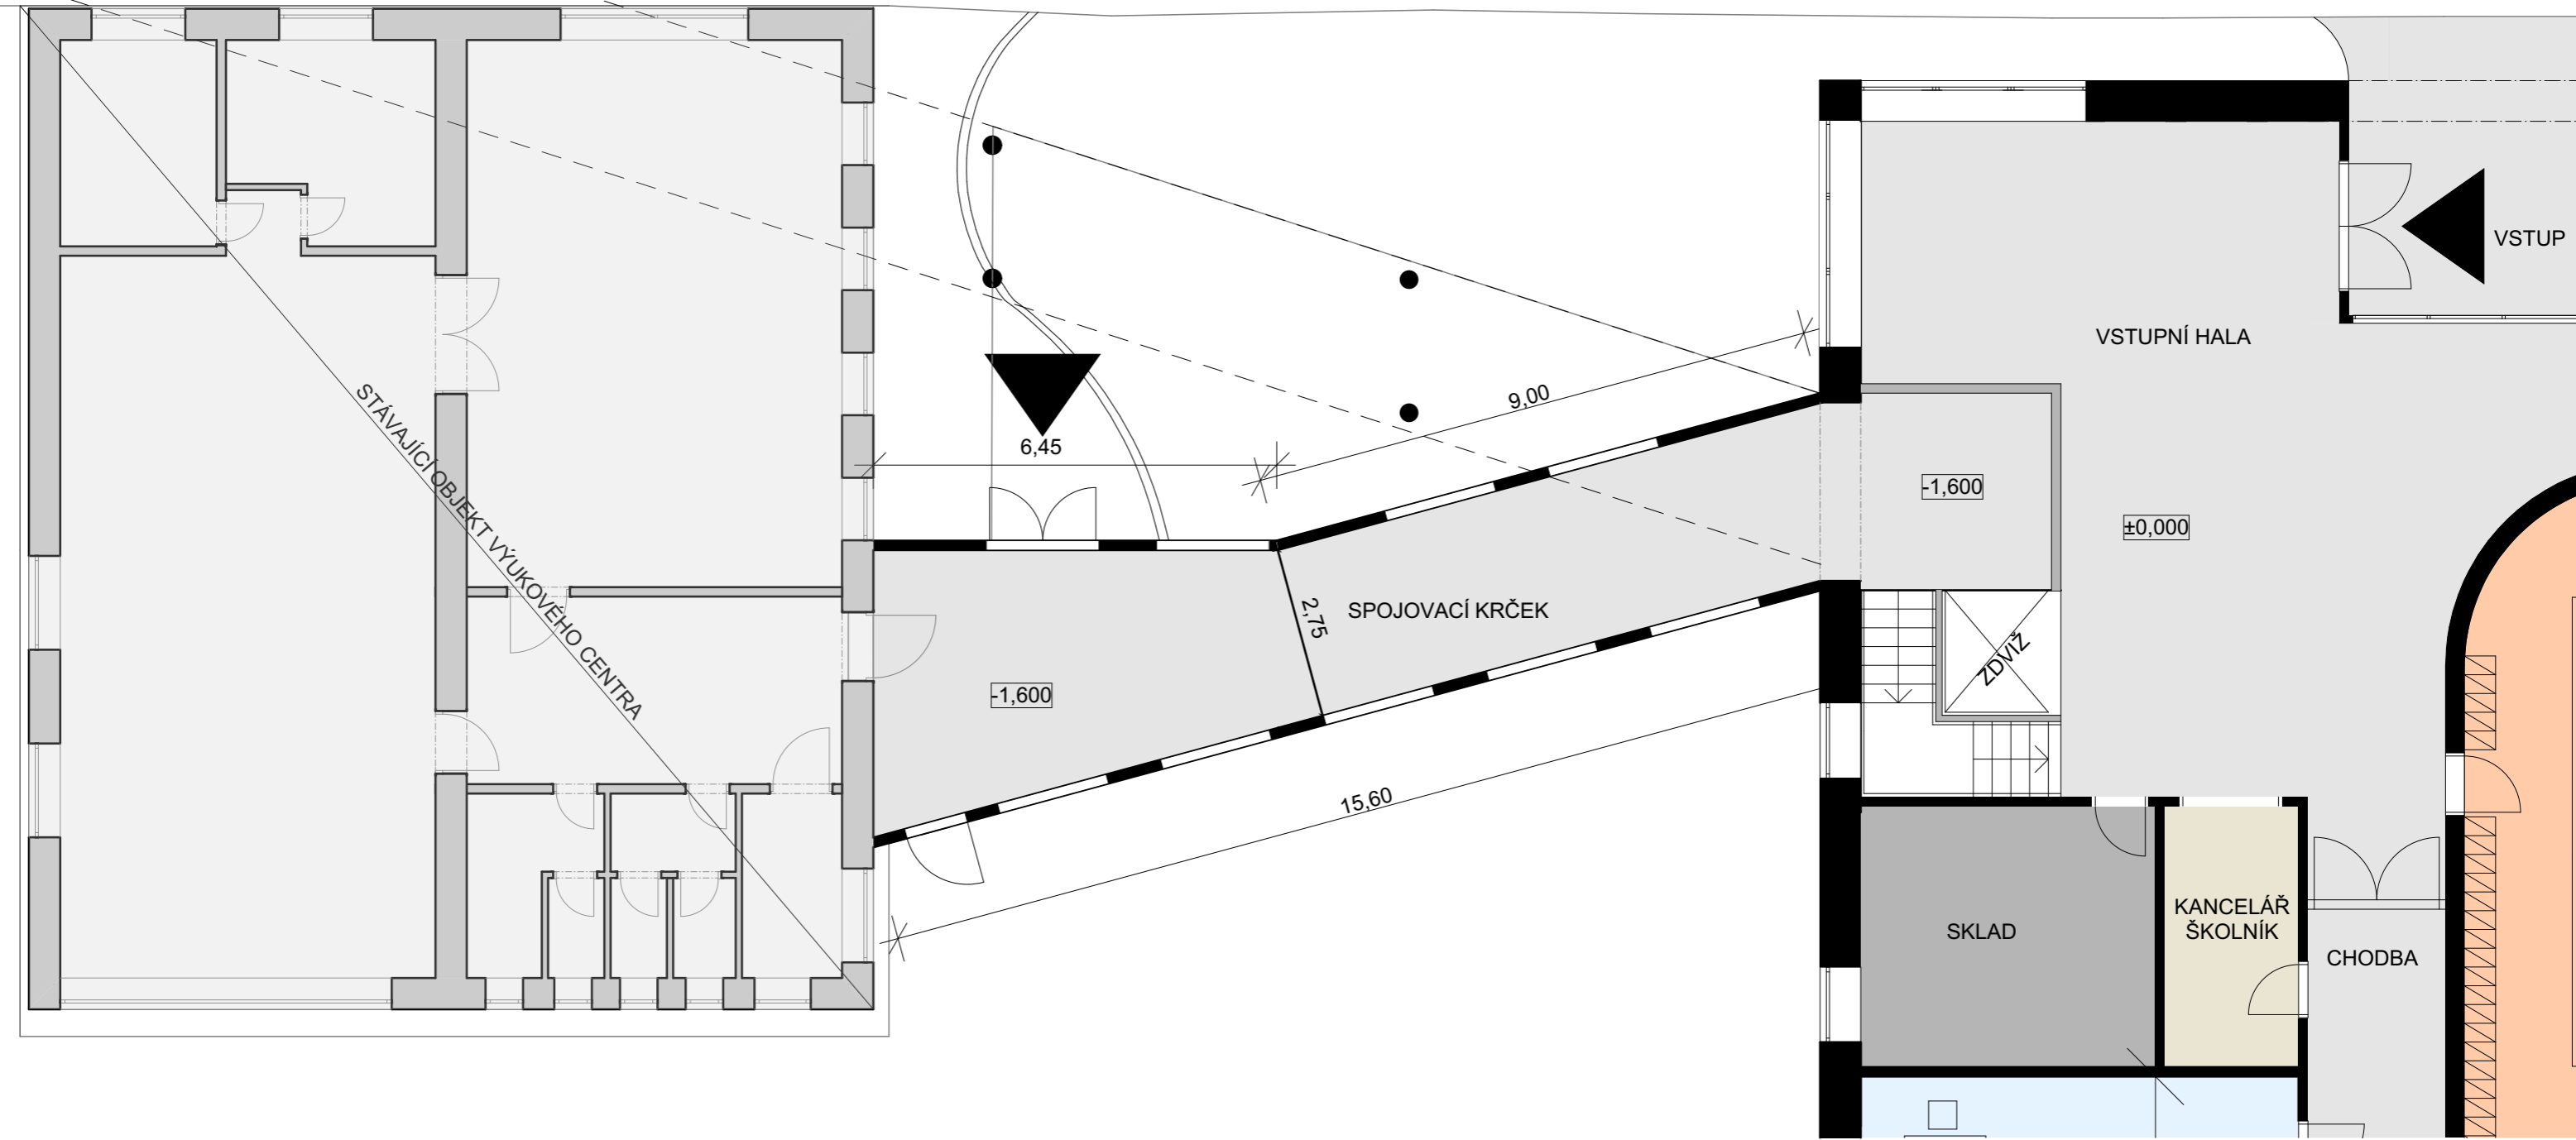 VSTUP
VSTUPNÍ HALA
9,00
STÁVAJÍCÍ OBJEKT VÝUKOVÉHO CENTRA
6,45
-1,600
±0,000
2,75
SPOJOVACÍ KRČEK
ZDVIŽ
-1,600
15,60
KANCELÁŘ
ŠKOLNÍK
SKLAD
CHODBA